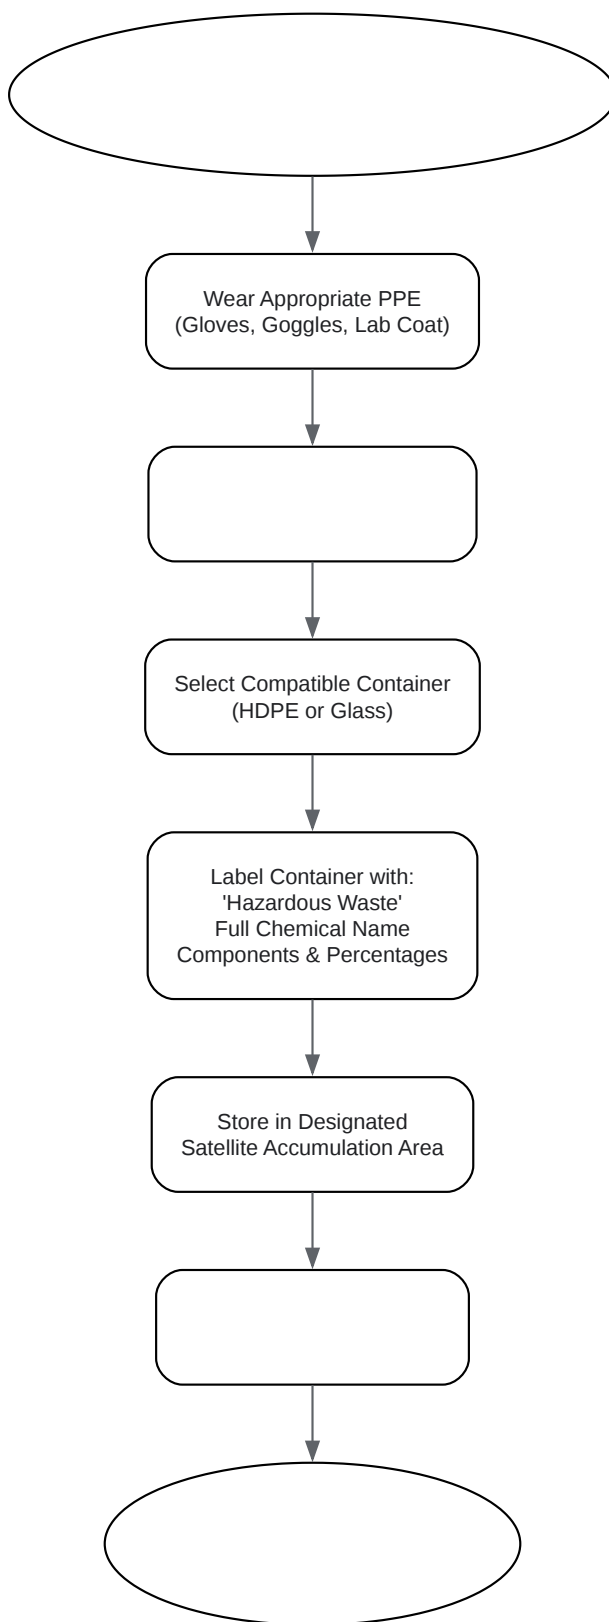 Wear Appropriate PPE
(Gloves, Goggles, Lab Coat)
Select Compatible Container
(HDPE or Glass)
Label Container with:
'Hazardous Waste'
Full Chemical Name
Components & Percentages
Store in Designated
Satellite Accumulation Area